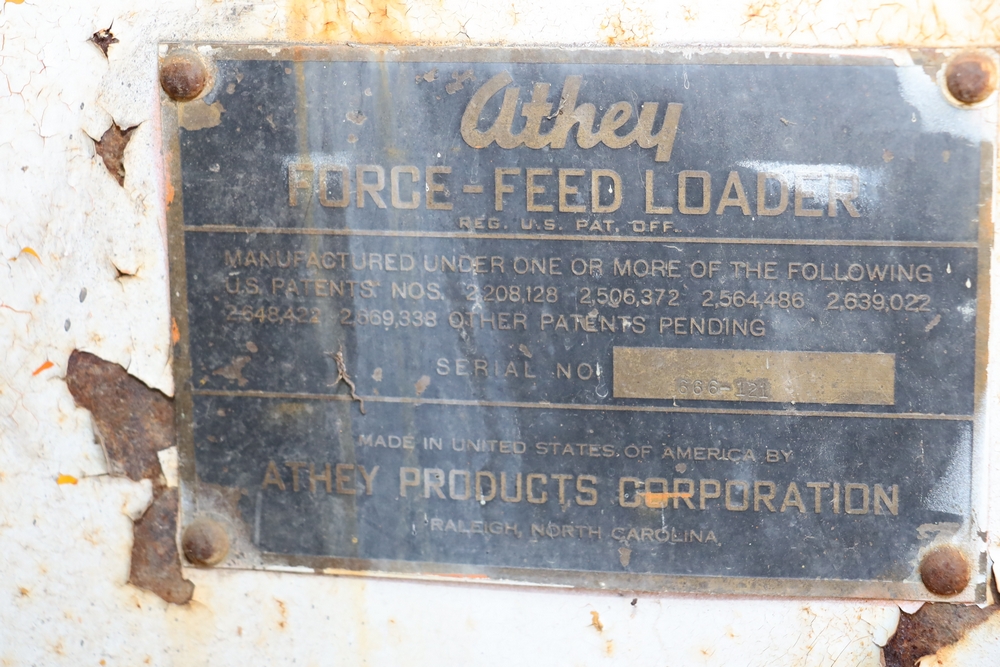 Athey
FORCE-FEED LOADER
REG. U.S. PAT. OFF.
MANUFACTURED UNDER ONE OR MORE OF THE FOLLOWING
U.S. PATENTS NOS. 2,208,128 2,506,372 2,564,486 2,639,022
2,648,422 2,669,338 OTHER PATENTS PENDING
SERIAL NO.
MADE IN UNITED STATES OF AMERICA BY
ATHEY PRODUCTS CORPORATION
RALEIGH, NORTH CAROLINA